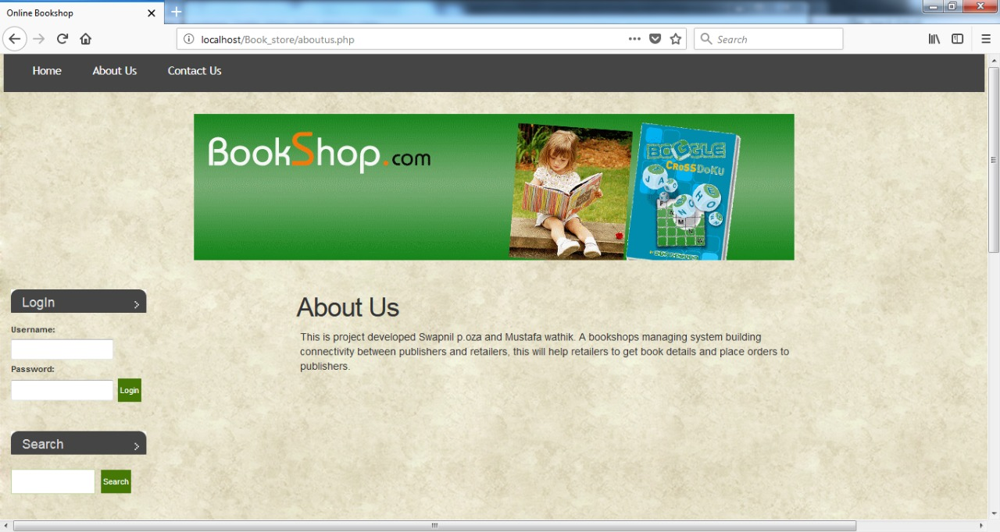 Online Bookshop
localhost/Book_store/aboutus.php
Search
Home About Us Contact Us
BookShop.com
BOGGLE
CROSSDOKU
LogIn
Username:
Password:
Login
About Us
This is project developed Swapnil p.oza and Mustafa wathik. A bookshops managing system building
connectivity between publishers and retailers, this will help retailers to get book details and place orders to
publishers.
Search
Search